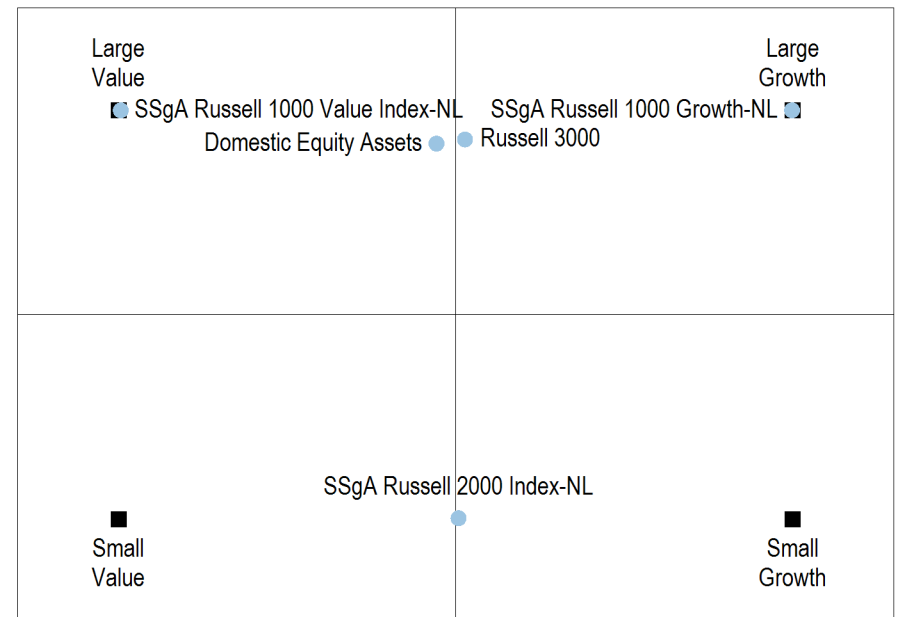 Large
Value
Large
Growth
SSgA Russell 1000 Value Index-NL
SSgA Russell 1000 Growth-NL
Domestic Equity Assets
Russell 3000
SSgA Russell 2000 Index-NL
Small
Value
Small
Growth